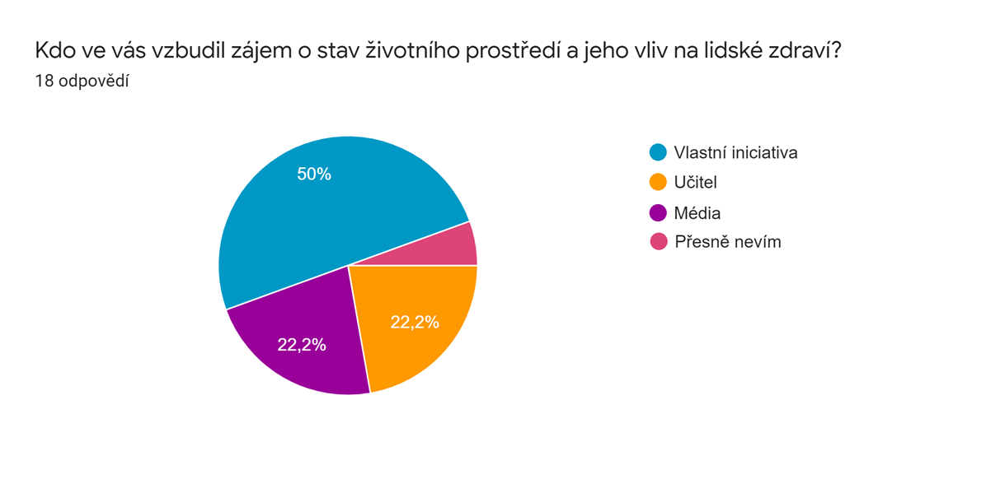 Kdo ve vás vzbudil zájem o stav životního prostředí a jeho vliv na lidské zdraví?
18 odpovědí
50%
22,2%
22,2%
Vlastní iniciativa
Učitel
Média
Přesně nevím